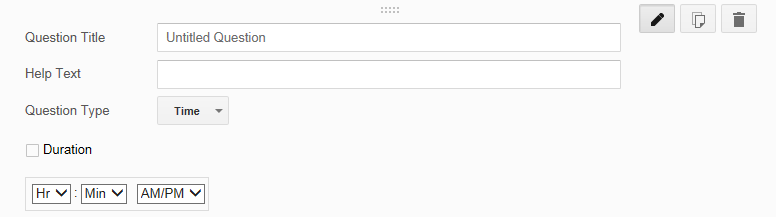 Question Title Untitled Question
Help Text
Question Type Time
Duration
Hr : Min AM/PM